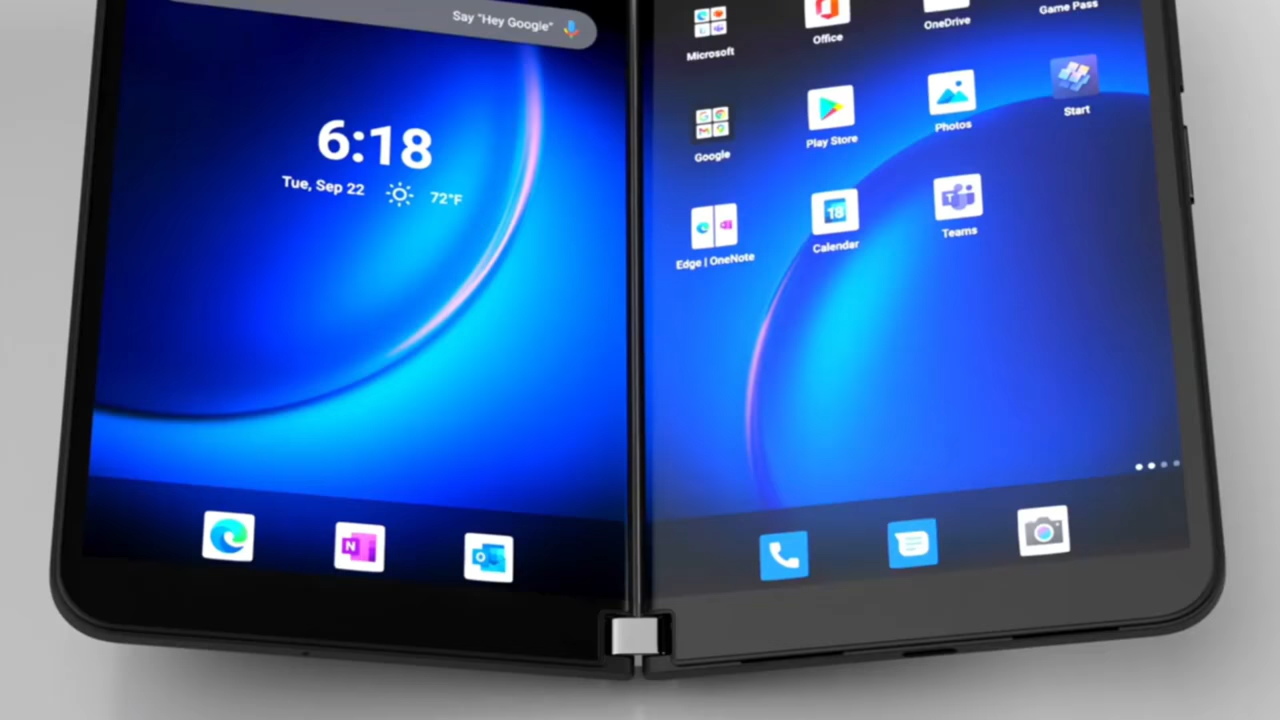 Say "Hey Google"
6:18
Tue, Sep 22
72°F
Microsoft
Office
OneDrive
Game Pass
Google
Play Store
Photos
Start
Edge | OneNote
18
Calendar
Teams
N
O